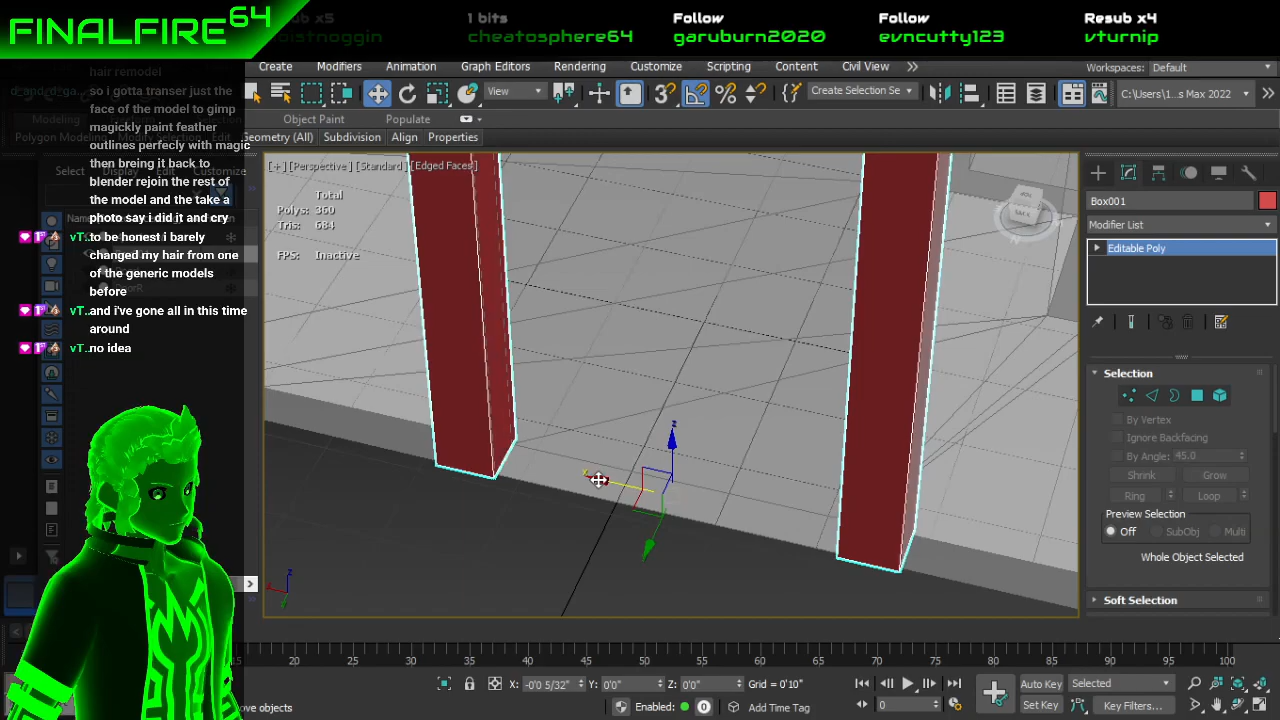 FINALFIRE64
Resub x5
1 bits
cheatosphere64
Follow
garuburn2020
Follow
evncutty123
Resub x4
vturnip
Create Modifiers Animation Graph Editors Rendering Customize Scripting Content Civil View
Workspaces: Default
View
Create Selection Se
C:\Users\1...s Max 2022
Modeling
Object Paint
Populate
Polygon Modeling
Geometry (All) Subdivision Align Properties
hair remodel
so i gotta transer just the
face of the model to gimp
magickly paint feather
outlines perfecly with magic
then breing it back to
blender rejoin the rest of
the model and the take a
photo say i did it and cry
vT.. to be honest i barely
changed my hair from one
of the generic models
before
vT.. and i've gone all in this time
around
vT.. no idea
Select
Customize
[+] [Perspective] [Standard] [Edged Faces]
Total
Polys: 360
Tris: 684
FPS: Inactive
z
Box001
Modifier List
Editable Poly
Selection
By Vertex
Ignore Backfacing
By Angle: 45.0
Shrink Grow
Ring Loop
Preview Selection
Off SubObj Multi
Whole Object Selected
Soft Selection
15 20 25 30 35 40 45 50 55 60 65 70 75 80 85 90 95 100
X: -0'0 5/32" Y: 0'0" Z: 0'0" Grid = 0'10"
Auto Key Selected
ve objects
Enabled: 0 Add Time Tag
0
Set Key Key Filters...